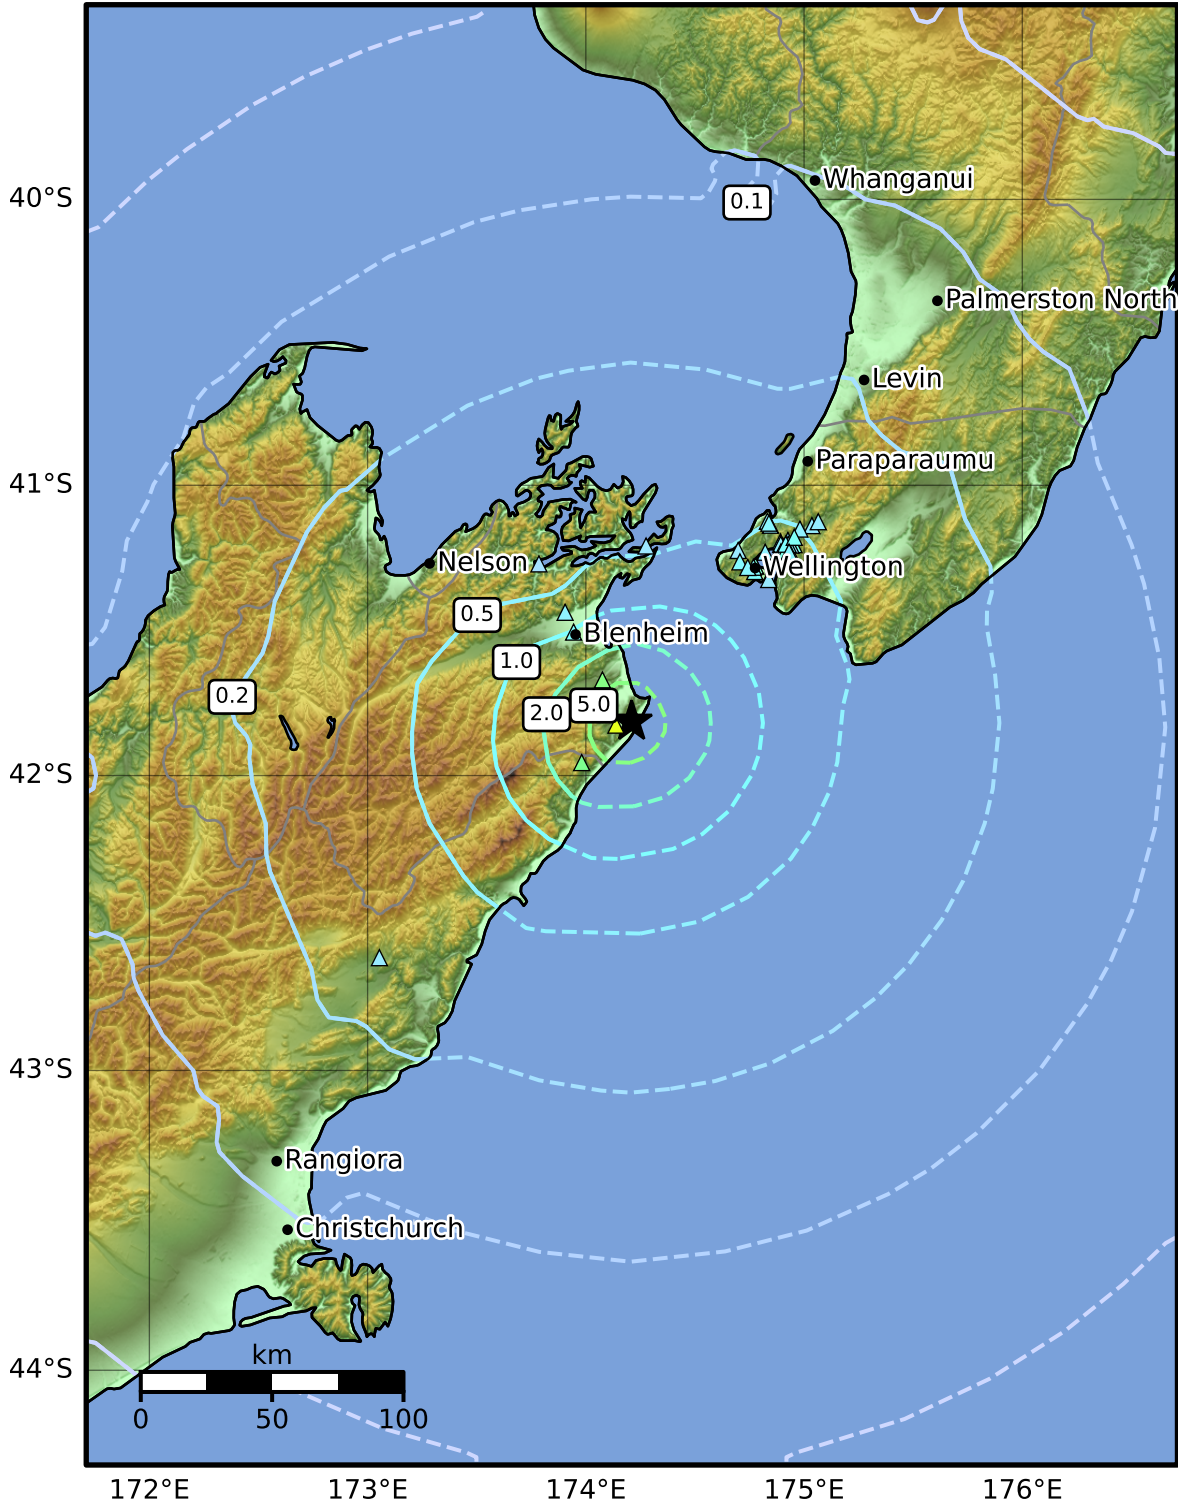 40°S
Whanganui
0.1
Palmerston North
Levin
Paraparaumu
41°S
Nelson
Wellington
0.5
Blenheim
1.0
0.2
2.0
5.0
42°S
43°S
Rangiora
Christchurch
44°S
km
0 50 100
172°E 173°E 174°E 175°E 176°E